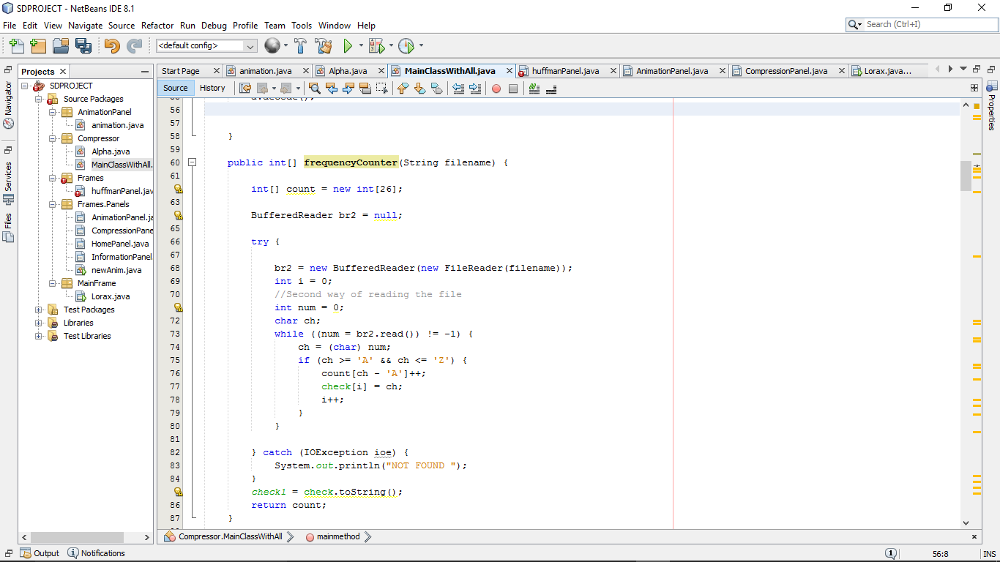 SDPROJECT - NetBeans IDE 8.1
File Edit View Navigate Source Refactor Run Debug Profile Team Tools Window Help
Search (Ctrl+I)
<default config>
Projects
Start Page animation.java Alpha.java MainClassWithAll.java huffmanPanel.java AnimationPanel.java CompressionPanel.java Lorax.java...
Source History
Navigator
Services
Files
Properties
SDPROJECT
Source Packages
AnimationPanel
animation.java
Compressor
Alpha.java
MainClassWithAll.
Frames
huffmanPanel.jav
Frames.Panels
AnimationPanel.ja
CompressionPane
HomePanel.java
InformationPanel
newAnim.java
MainFrame
Lorax.java
Test Packages
Libraries
Test Libraries
56
57
58 }
59
60 public int[] frequencyCounter(String filename) {
61
int[] count = new int[26];
63
BufferedReader br2 = null;
65
66 try {
67
68 br2 = new BufferedReader(new FileReader(filename));
69 int i = 0;
70 //Second way of reading the file
int num = 0;
72 char ch;
73 while ((num = br2.read()) != -1) {
74 ch = (char) num;
75 if (ch >= 'A' && ch <= 'Z') {
76 count[ch - 'A']++;
77 check[i] = ch;
78 i++;
79 }
80 }
81
82 } catch (IOException ioe) {
83 System.out.println("NOT FOUND ");
84 }
check1 = check.toString();
86 return count;
87 }
Compressor.MainClassWithAll mainmethod
Output Notifications
1
56:8
INS